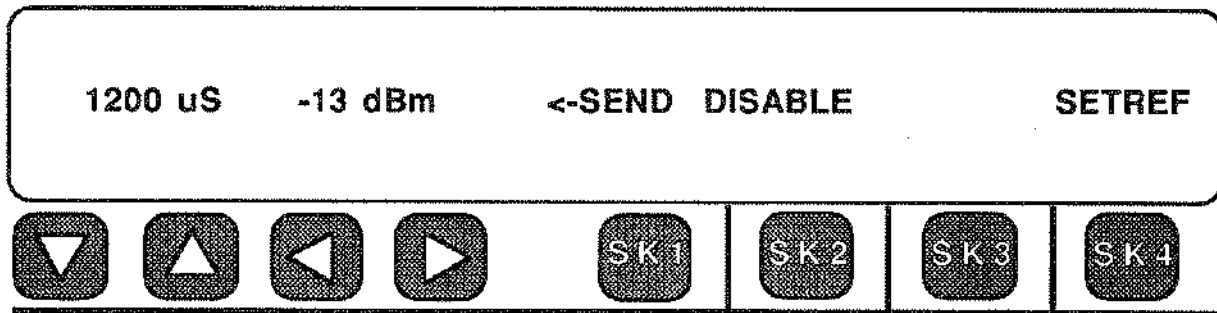 1200 uS -13 dBm <-SEND DISABLE SETREF
SK1 SK2 SK3 SK4